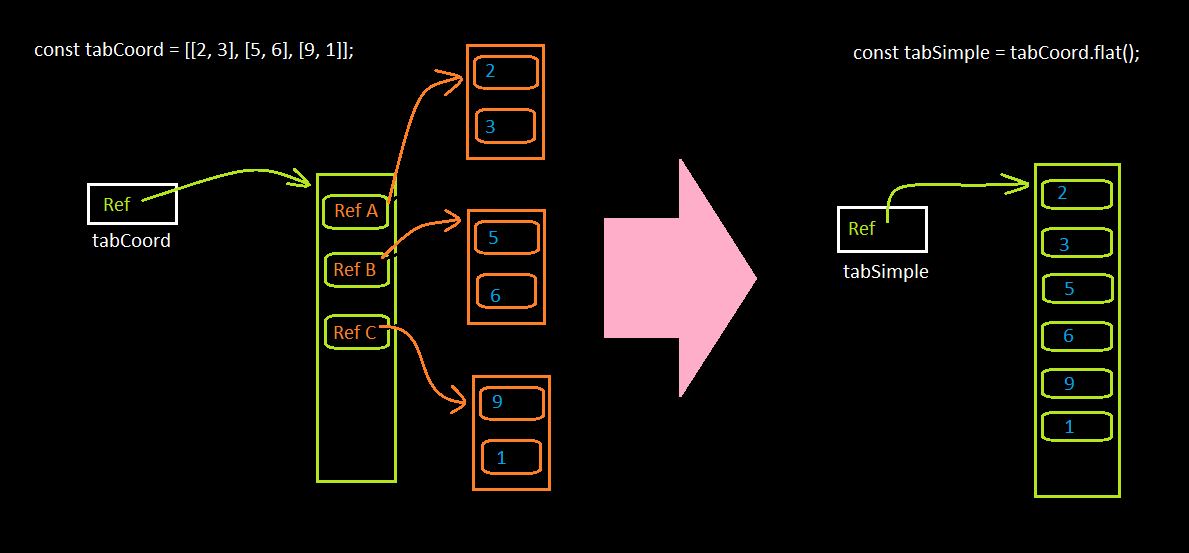 const tabCoord = [[2, 3], [5, 6], [9, 1]];
Ref
tabCoord
Ref A
Ref B
Ref C
2
3
5
6
9
1
const tabSimple = tabCoord.flat();
Ref
tabSimple
2
3
5
6
9
1